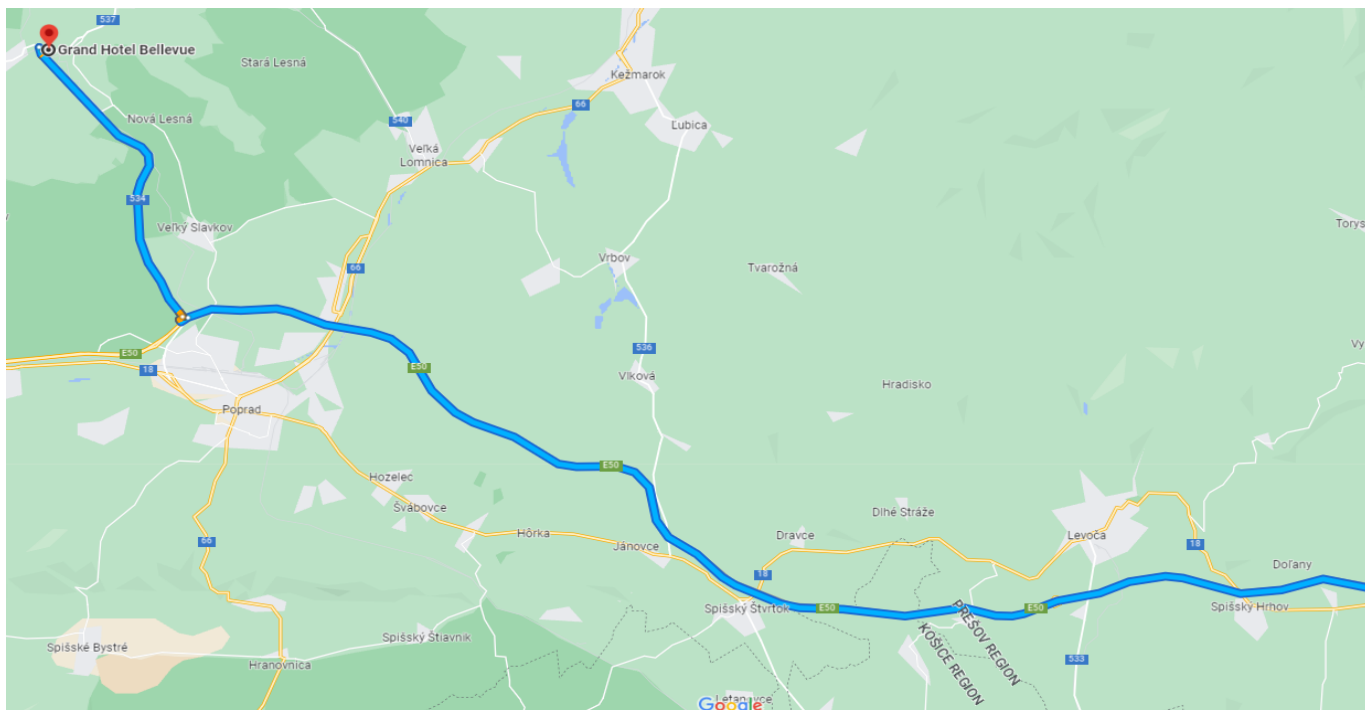 537
Grand Hotel Bellevue
Stará Lesná
Kežmarok
66
Nová Lesná
540
Ľubica
Veľká
Lomnica
534
Veľký Slavkov
Torys
Vrbov
66
Tvarožná
E50
536
Vy
18
E50
Vlková
Hradisko
Poprad
E50
Hozelec
Švábovce
Dlhé Stráže
Hôrka
Dravce
Levoča
66
Jánovce
18
18
Doľany
Spišský Štvrtok
E50
E50
Spišský Hrhov
PREŠOV REGION
KOŠICE REGION
Spišský Štiavnik
Spišské Bystré
Hranovnica
533
Letanovce
Google